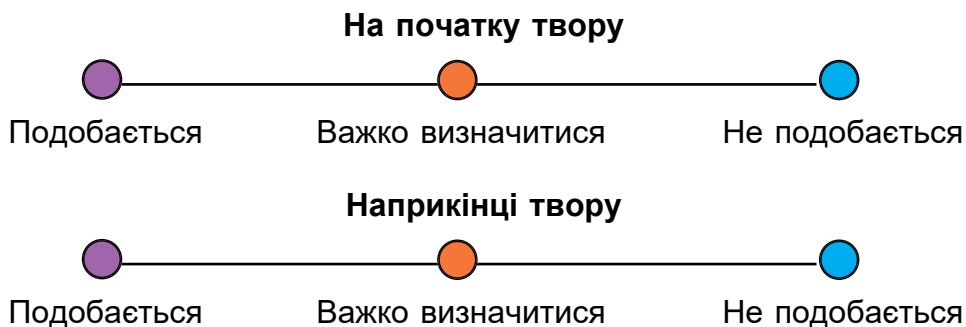 На початку твору
Подобається Важко визначитися Не подобається
Наприкінці твору
Подобається Важко визначитися Не подобається